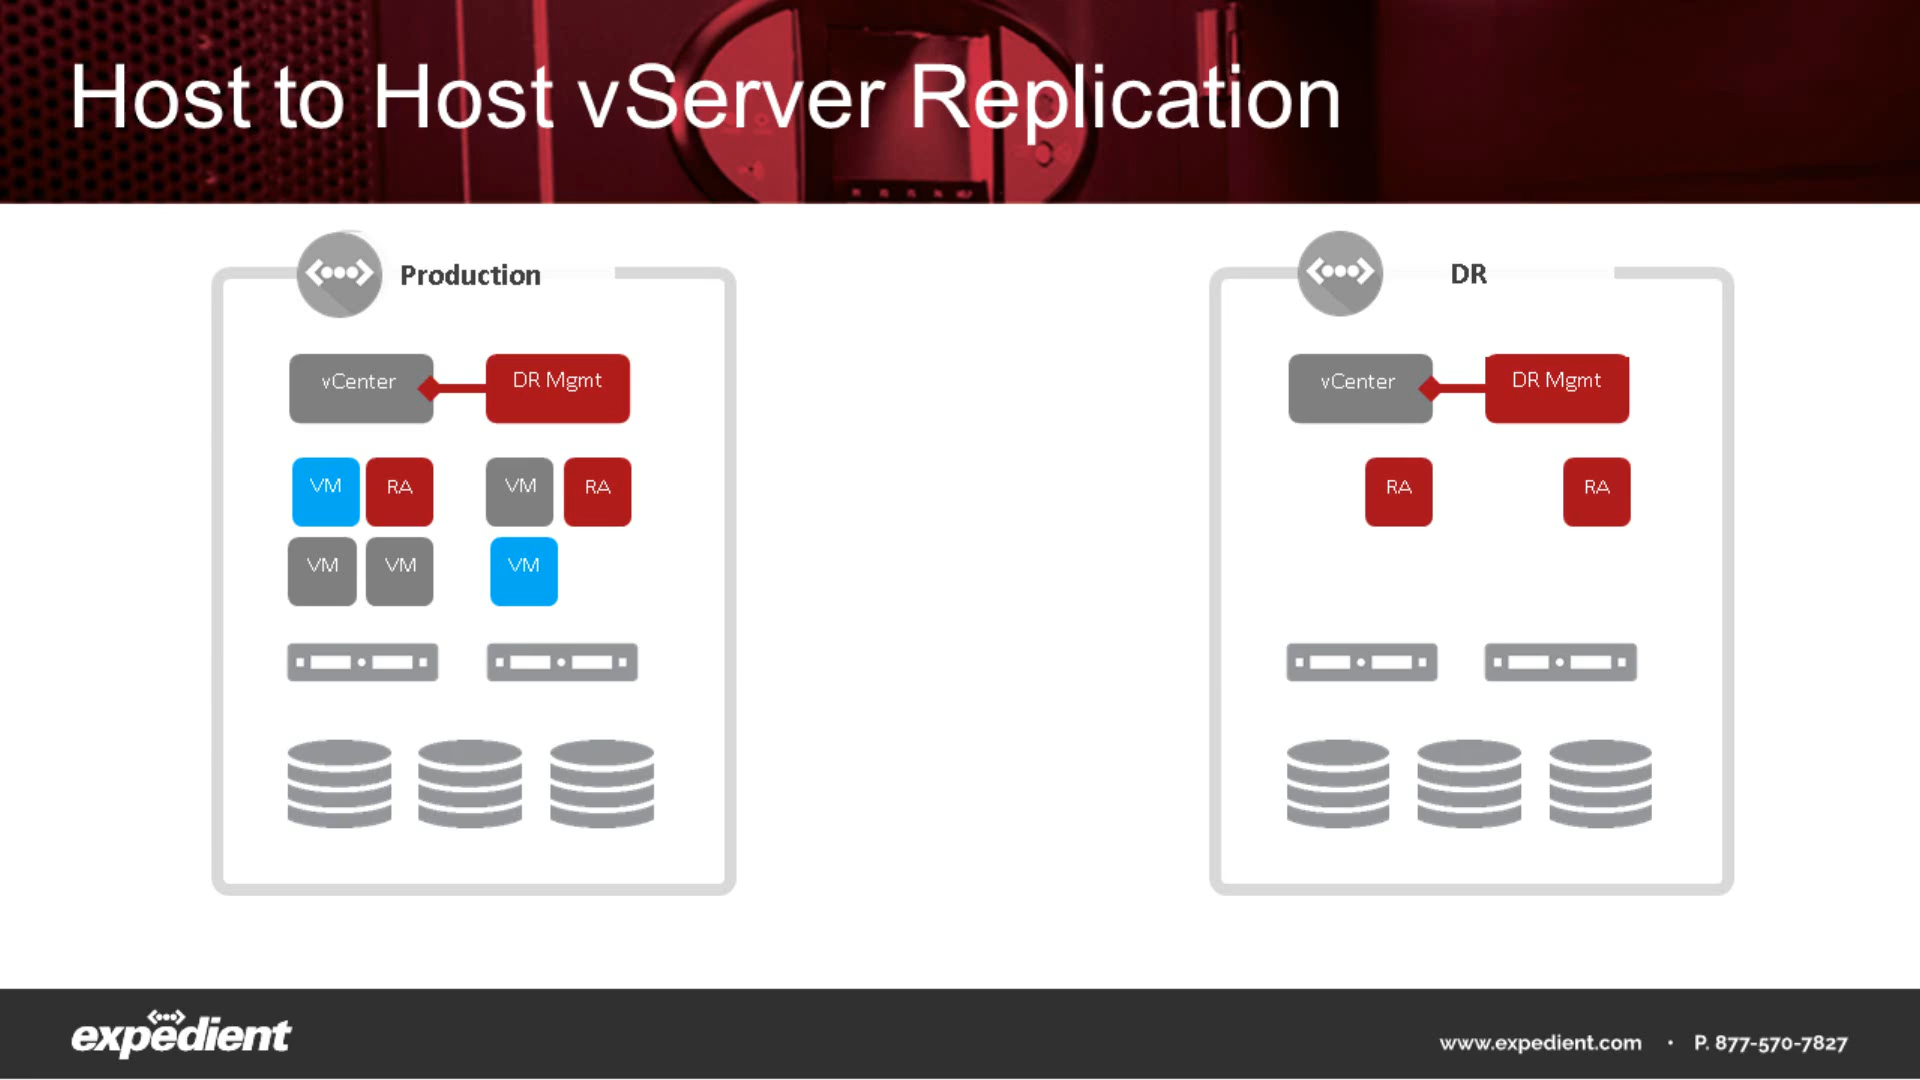 Host to Host vServer Replication
Production
DR
vCenter
DR Mgmt
VM
RA
VM
RA
VM
VM
VM
vCenter
DR Mgmt
RA
RA
expedient
www.expedient.com • P. 877-570-7827